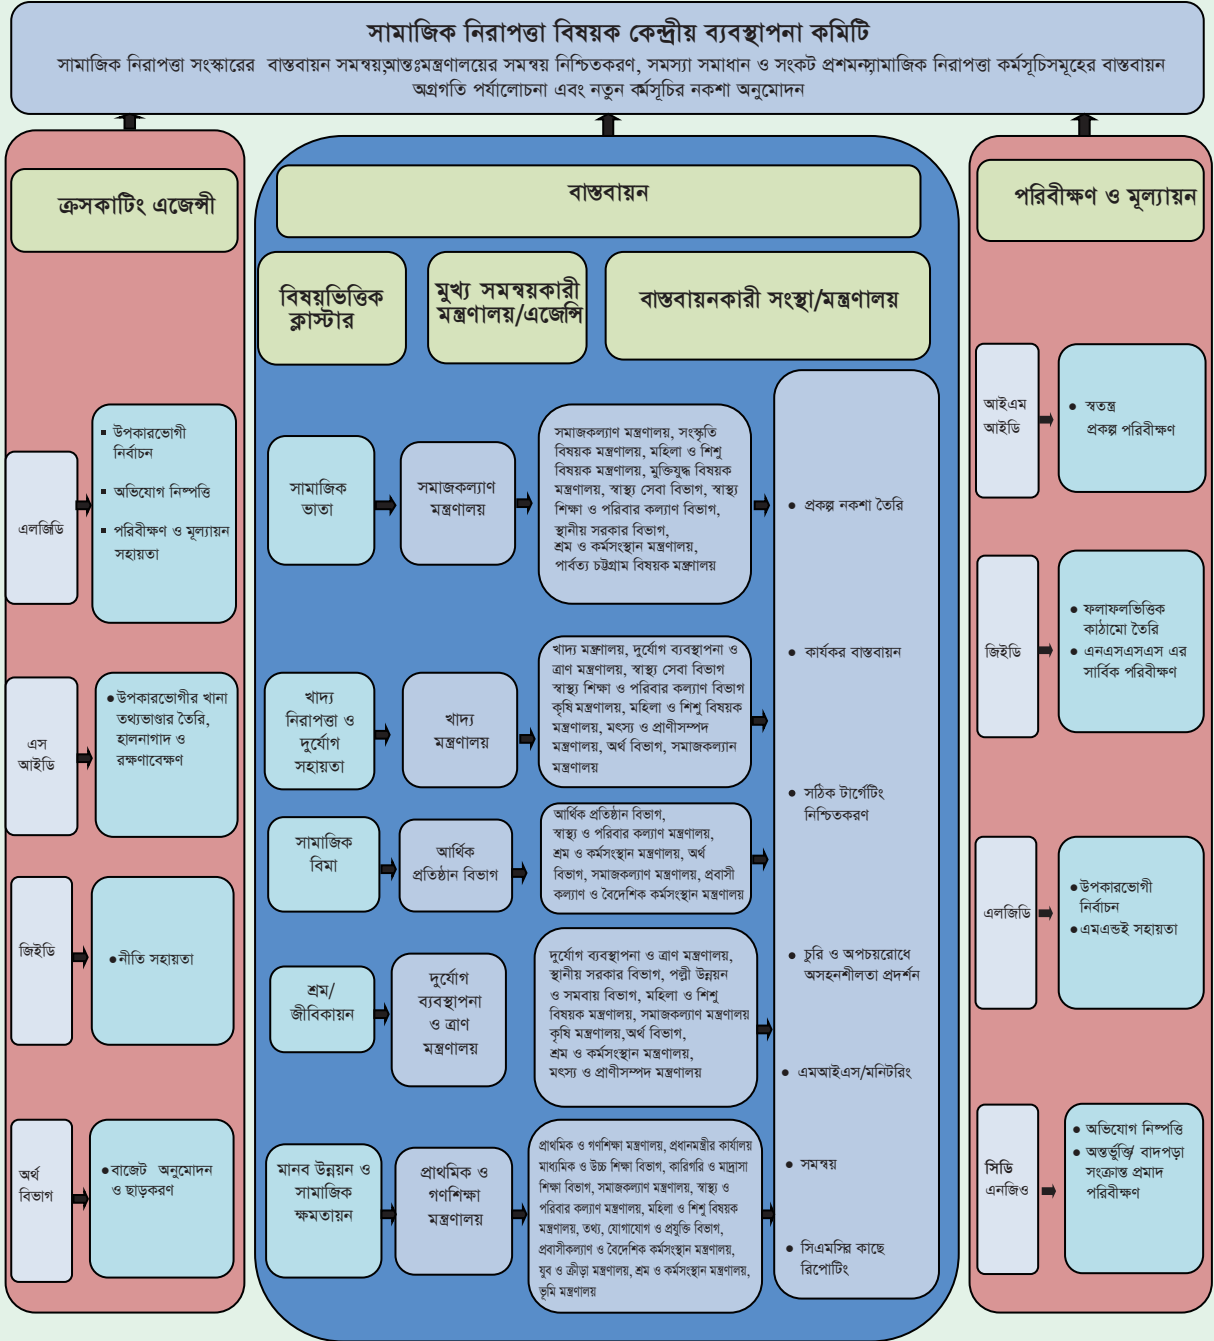 সামাজিক নিরাপত্তা বিষয়ক কেন্দ্রীয় ব্যবস্থাপনা কমিটি
সামাজিক নিরাপত্তা সংস্কারের বাস্তবায়ন সমন্বয়,আন্তঃমন্ত্রণালয়ের সমন্বয় নিশ্চিতকরণ, সমস্যা সমাধান ও সংকট প্রশমন,সামাজিক নিরাপত্তা কর্মসূচিসমূহের বাস্তবায়ন
অগ্রগতি পর্যালোচনা এবং নতুন কর্মসূচির নকশা অনুমোদন
ক্রসকাটিং এজেন্সী
এলজিডি
▪ উপকারভোগী
নির্বাচন
▪ অভিযোগ নিষ্পত্তি
▪ পরিবীক্ষণ ও মূল্যায়ন
সহায়তা
এস
আইডি
● উপকারভোগীর খানা
তথ্যভাণ্ডার তৈরি,
হালনাগাদ ও
রক্ষণাবেক্ষণ
জিইডি
● নীতি সহায়তা
অর্থ
বিভাগ
● বাজেট অনুমোদন
ও ছাড়করণ
বাস্তবায়ন
বিষয়ভিত্তিক
ক্লাস্টার
মুখ্য সমন্বয়কারী
মন্ত্রণালয়/এজেন্সি
বাস্তবায়নকারী সংস্থা/মন্ত্রণালয়
সামাজিক
ভাতা
সমাজকল্যাণ
মন্ত্রণালয়
সমাজকল্যাণ মন্ত্রণালয়, সংস্কৃতি
বিষয়ক মন্ত্রণালয়, মহিলা ও শিশু
বিষয়ক মন্ত্রণালয়, মুক্তিযুদ্ধ বিষয়ক
মন্ত্রণালয়, স্বাস্থ্য সেবা বিভাগ, স্বাস্থ্য
শিক্ষা ও পরিবার কল্যাণ বিভাগ,
স্থানীয় সরকার বিভাগ,
শ্রম ও কর্মসংস্থান মন্ত্রণালয়,
পার্বত্য চট্টগ্রাম বিষয়ক মন্ত্রণালয়
খাদ্য
নিরাপত্তা ও
দুর্যোগ
সহায়তা
খাদ্য
মন্ত্রণালয়
খাদ্য মন্ত্রণালয়, দুর্যোগ ব্যবস্থাপনা ও
ত্রাণ মন্ত্রণালয়, স্বাস্থ্য সেবা বিভাগ
স্বাস্থ্য শিক্ষা ও পরিবার কল্যাণ বিভাগ
কৃষি মন্ত্রণালয়, মহিলা ও শিশু বিষয়ক
মন্ত্রণালয়, মৎস্য ও প্রাণীসম্পদ
মন্ত্রণালয়, অর্থ বিভাগ, সমাজকল্যান
মন্ত্রণালয়
সামাজিক
বিমা
আর্থিক
প্রতিষ্ঠান বিভাগ
আর্থিক প্রতিষ্ঠান বিভাগ,
স্বাস্থ্য ও পরিবার কল্যাণ মন্ত্রণালয়,
শ্রম ও কর্মসংস্থান মন্ত্রণালয়, অর্থ
বিভাগ, সমাজকল্যাণ মন্ত্রণালয়, প্রবাসী
কল্যাণ ও বৈদেশিক কর্মসংস্থান মন্ত্রণালয়
শ্রম/
জীবিকায়ন
দুর্যোগ
ব্যবস্থাপনা
ও ত্রাণ
মন্ত্রণালয়
দুর্যোগ ব্যবস্থাপনা ও ত্রাণ মন্ত্রণালয়,
স্থানীয় সরকার বিভাগ, পল্লী উন্নয়ন
ও সমবায় বিভাগ, মহিলা ও শিশু
বিষয়ক মন্ত্রণালয়, সমাজকল্যাণ মন্ত্রণালয়
কৃষি মন্ত্রণালয়,অর্থ বিভাগ,
শ্রম ও কর্মসংস্থান মন্ত্রণালয়,
মৎস্য ও প্রাণীসম্পদ মন্ত্রণালয়
মানব উন্নয়ন ও
সামাজিক
ক্ষমতায়ন
প্রাথমিক ও
গণশিক্ষা
মন্ত্রণালয়
প্রাথমিক ও গণশিক্ষা মন্ত্রণালয়, প্রধানমন্ত্রীর কার্যালয়
মাধ্যমিক ও উচ্চ শিক্ষা বিভাগ, কারিগরি ও মাদ্রাসা
শিক্ষা বিভাগ, সমাজকল্যাণ মন্ত্রণালয়, স্বাস্থ্য ও
পরিবার কল্যাণ মন্ত্রণালয়, মহিলা ও শিশু বিষয়ক
মন্ত্রণালয়, তথ্য, যোগাযোগ ও প্রযুক্তি বিভাগ,
প্রবাসীকল্যাণ ও বৈদেশিক কর্মসংস্থান মন্ত্রণালয়,
যুব ও ক্রীড়া মন্ত্রণালয়, শ্রম ও কর্মসংস্থান মন্ত্রণালয়,
ভূমি মন্ত্রণালয়
● প্রকল্প নকশা তৈরি
● কার্যকর বাস্তবায়ন
● সঠিক টার্গেটিং
নিশ্চিতকরণ
● চুরি ও অপচয়রোধে
অসহনশীলতা প্রদর্শন
● এমআইএস/মনিটরিং
● সমন্বয়
● সিএমসির কাছে
রিপোটিং
পরিবীক্ষণ ও মূল্যায়ন
আইএম
আইডি
● স্বতন্ত্র
প্রকল্প পরিবীক্ষণ
জিইডি
● ফলাফলভিত্তিক
কাঠামো তৈরি
● এনএসএসএস এর
সার্বিক পরিবীক্ষণ
এলজিডি
● উপকারভোগী
নির্বাচন
● এমএন্ডই সহায়তা
সিডি
এনজিও
● অভিযোগ নিষ্পত্তি
● অন্তর্ভুক্তি/ বাদপড়া
সংক্রান্ত প্রমাদ
পরিবীক্ষণ